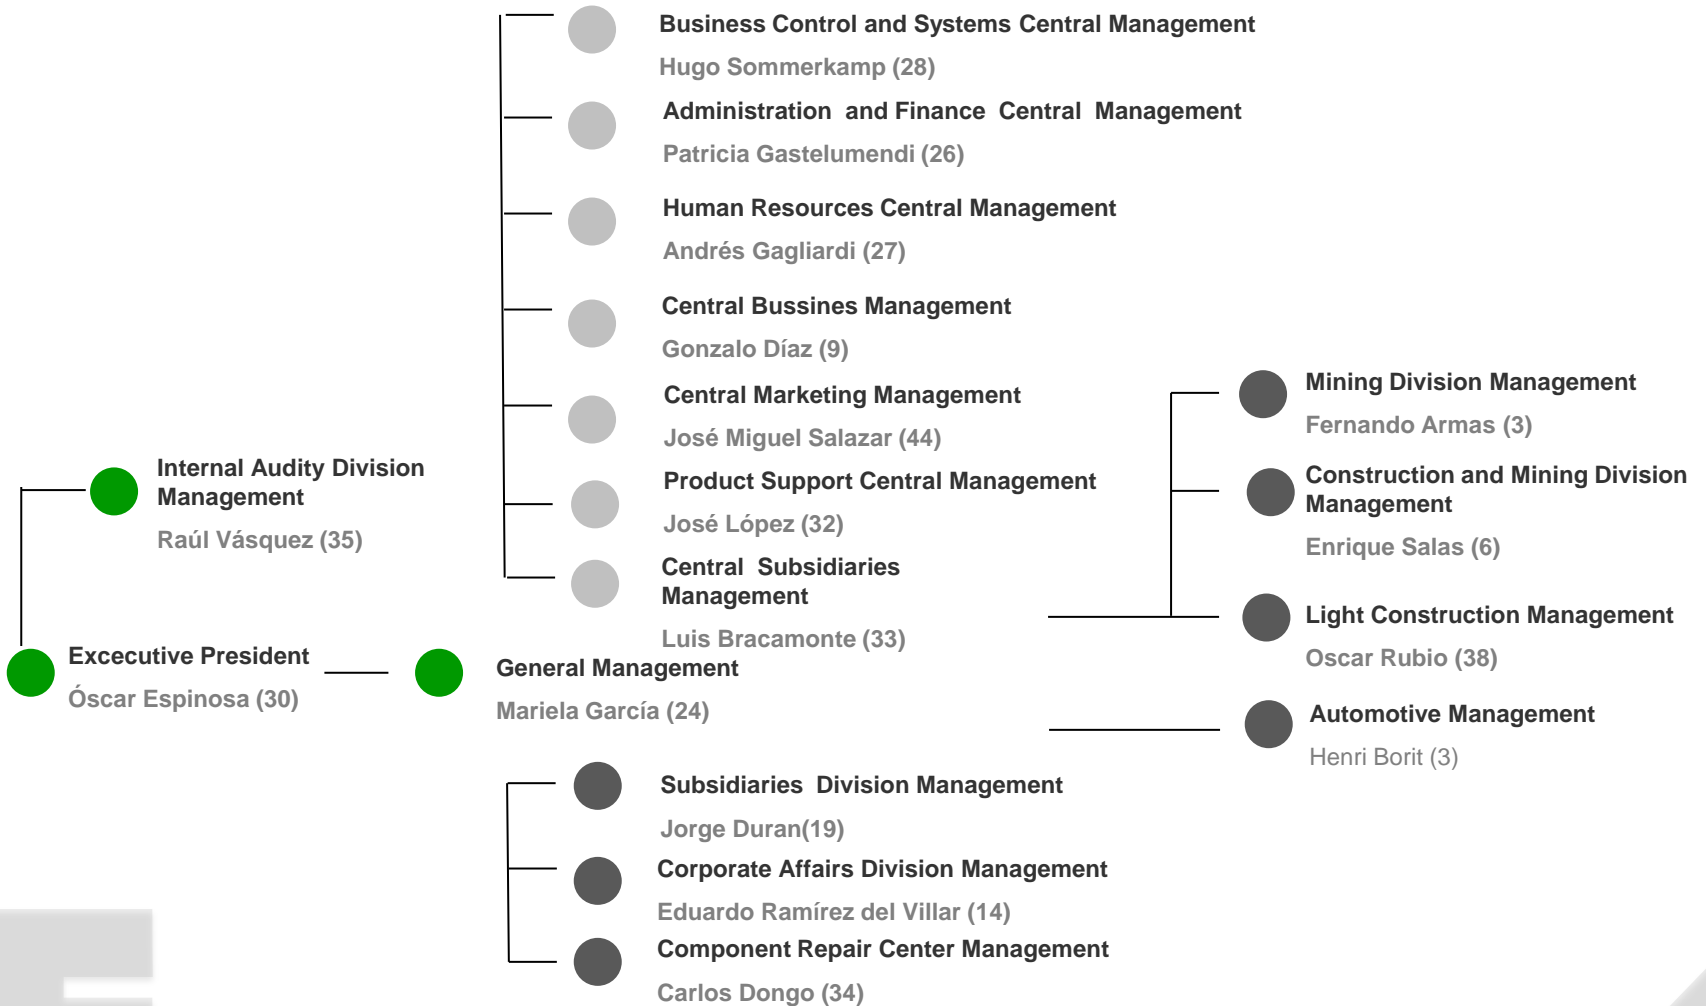 Business Control and Systems Central Management
Hugo Sommerkamp (28)
Administration and Finance Central Management
Patricia Gastelumendi (26)
Human Resources Central Management
Andrés Gagliardi (27)
Central Bussines Management
Gonzalo Díaz (9)
Central Marketing Management
José Miguel Salazar (44)
Product Support Central Management
José López (32)
Central Subsidiaries
Management
Luis Bracamonte (33)
Internal Audity Division
Management
Raúl Vásquez (35)
Excecutive President
Óscar Espinosa (30)
General Management
Mariela García (24)
Mining Division Management
Fernando Armas (3)
Construction and Mining Division
Management
Enrique Salas (6)
Light Construction Management
Oscar Rubio (38)
Automotive Management
Henri Borit (3)
Subsidiaries Division Management
Jorge Duran(19)
Corporate Affairs Division Management
Eduardo Ramírez del Villar (14)
Component Repair Center Management
Carlos Dongo (34)